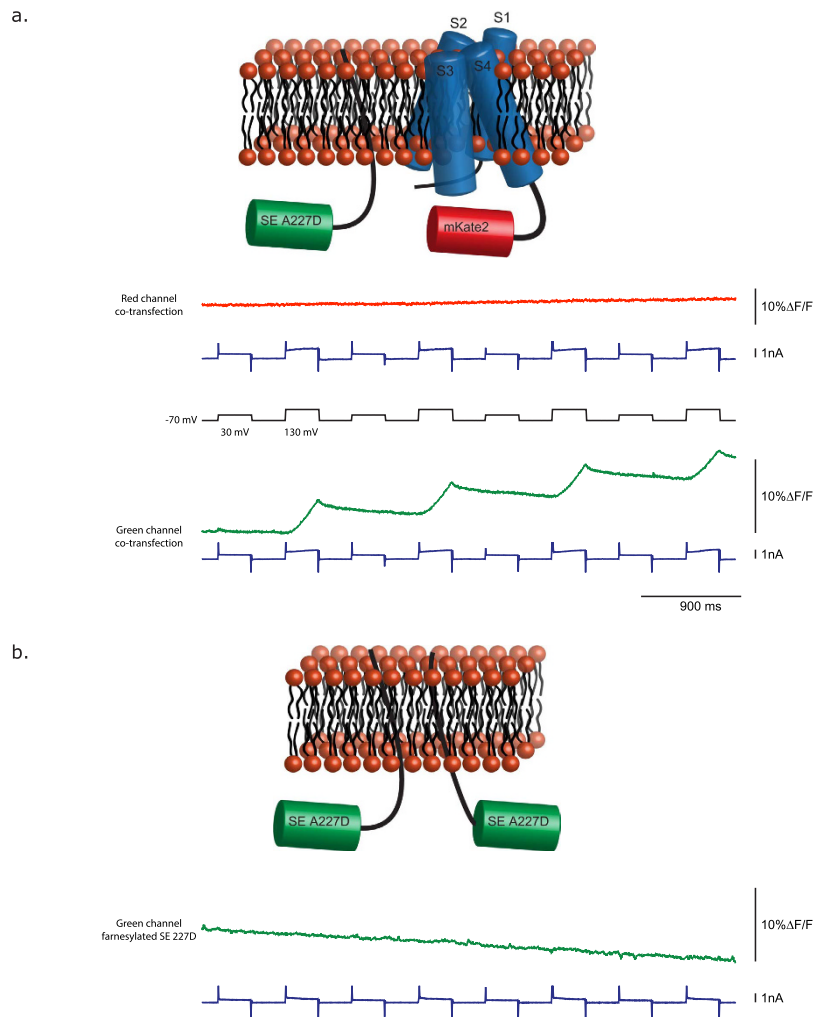 a.
S1
S2
S3
S4
SE A227D
mKate2
Red channel
co-transfection
10%ΔF/F
I 1nA
-70 mV
30 mV
130 mV
10%ΔF/F
Green channel
co-transfection
I 1nA
900 ms
b.
SE A227D
SE A227D
Green channel
farnesylated SE 227D
10%ΔF/F
I 1nA